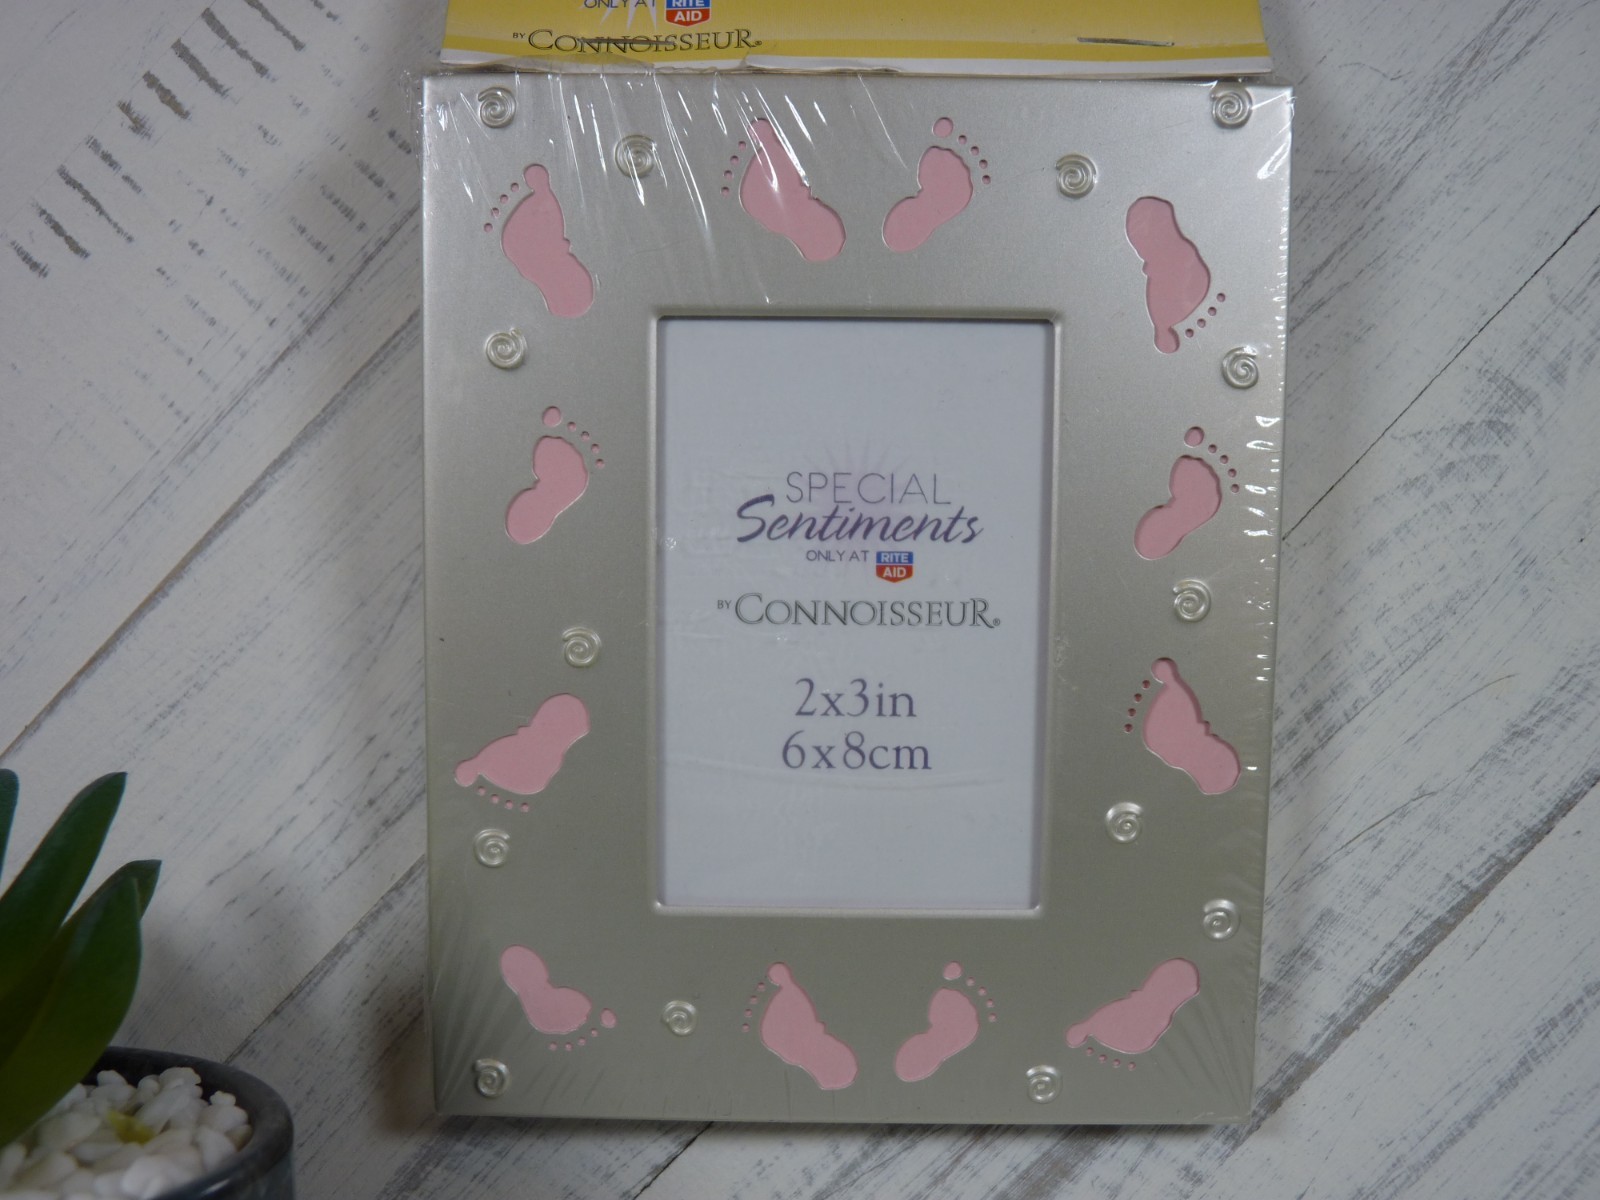 ONLY AT RITE AID
BY CONNOISSEUR®
SPECIAL
Sentiments
ONLY AT RITE AID
BY CONNOISSEUR®
2x3in
6x8cm